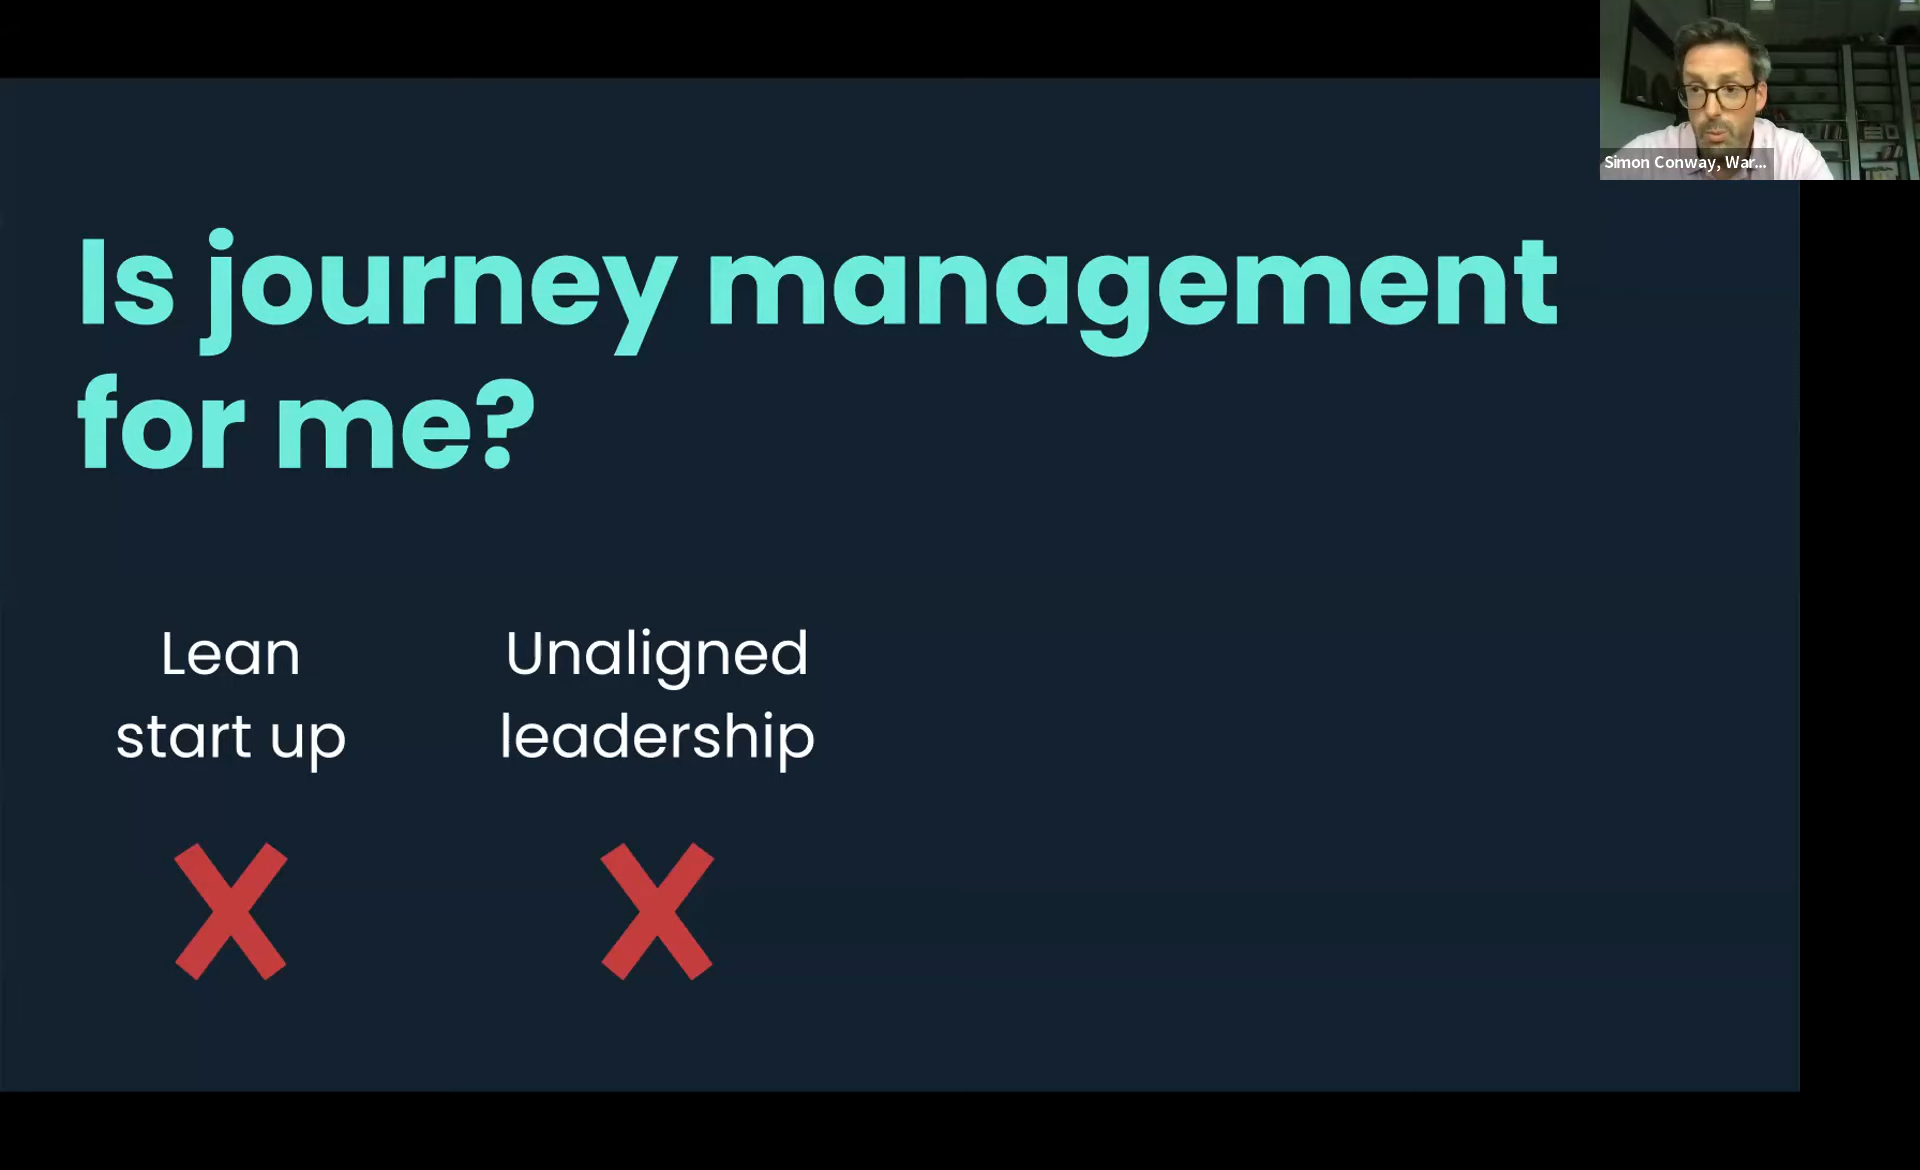 Simon Conway, War...
Is journey management
for me?
Lean
start up
Unaligned
leadership